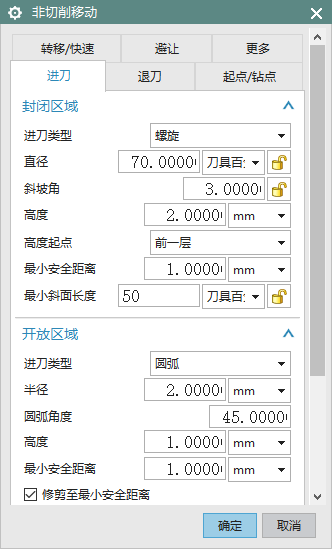 非切削移动
转移/快速 避让 更多
进刀 退刀 起点/钻点
封闭区域
进刀类型 螺旋
直径 70.0000 刀具百
斜坡角 3.0000
高度 2.0000 mm
高度起点 前一层
最小安全距离 1.0000 mm
最小斜面长度 50 刀具百
开放区域
进刀类型 圆弧
半径 2.0000 mm
圆弧角度 45.0000
高度 1.0000 mm
最小安全距离 1.0000 mm
修剪至最小安全距离
确定 取消